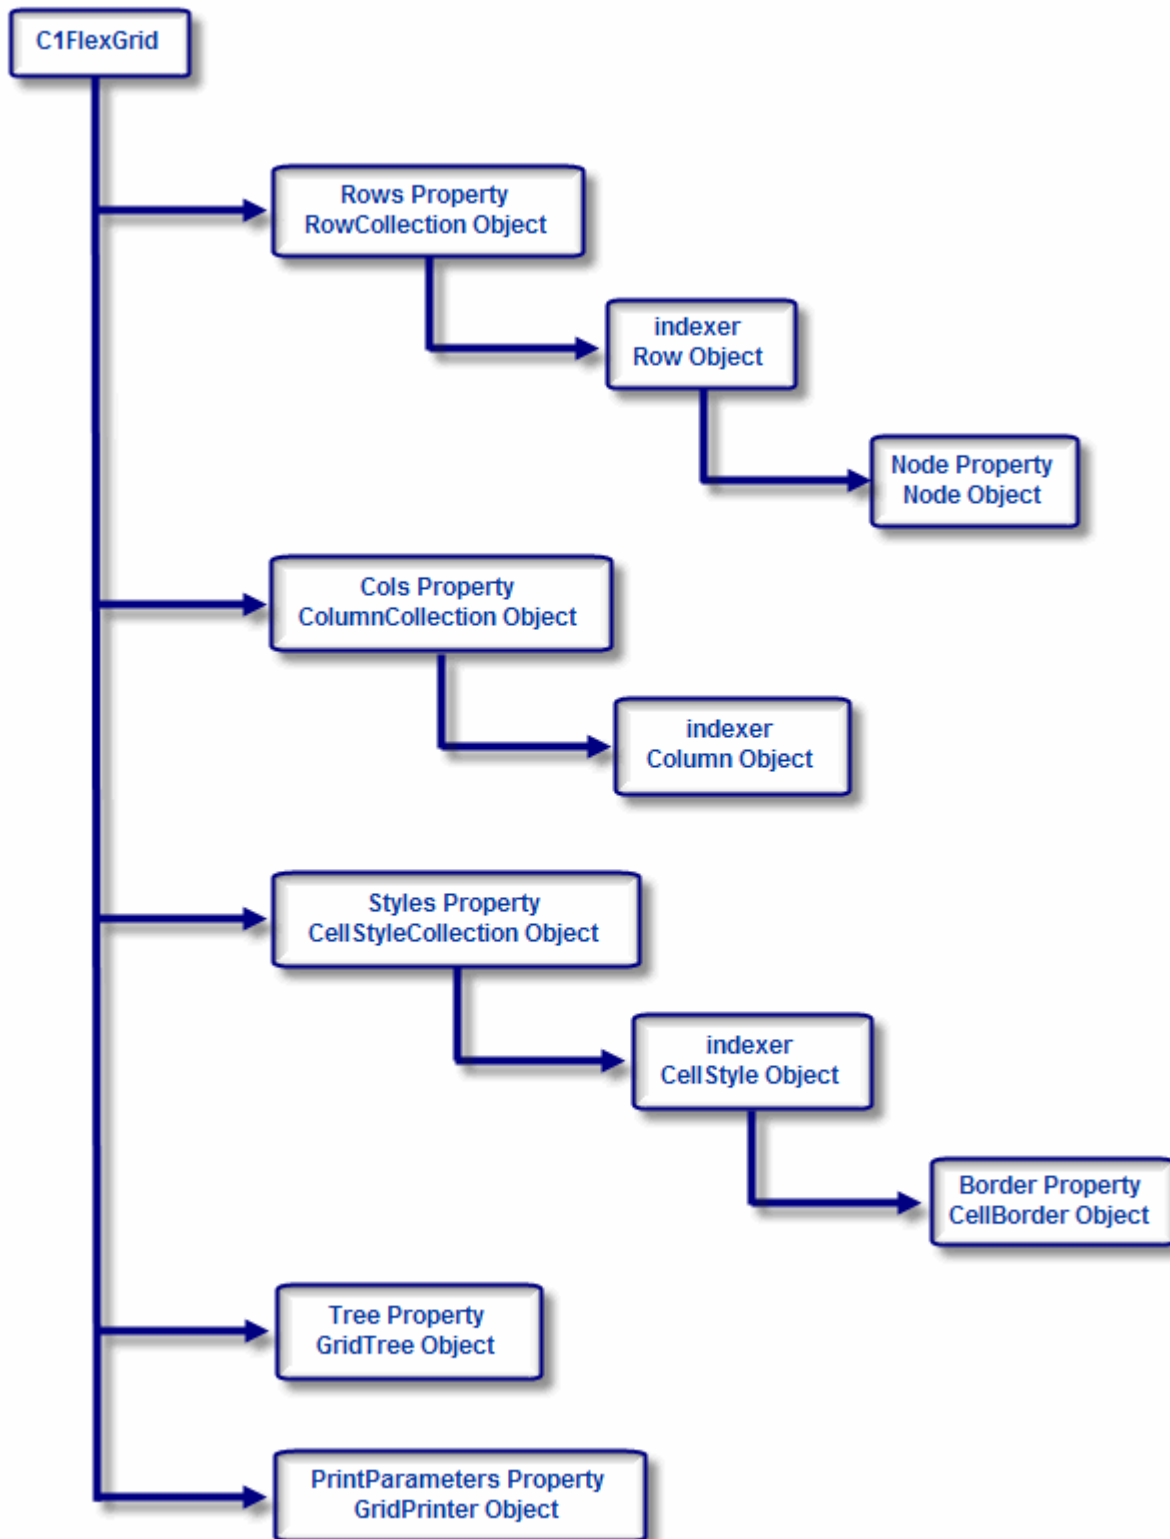 C1FlexGrid
Rows Property
RowCollection Object
indexer
Row Object
Node Property
Node Object
Cols Property
ColumnCollection Object
indexer
Column Object
Styles Property
CellStyleCollection Object
indexer
CellStyle Object
Border Property
CellBorder Object
Tree Property
GridTree Object
PrintParameters Property
GridPrinter Object